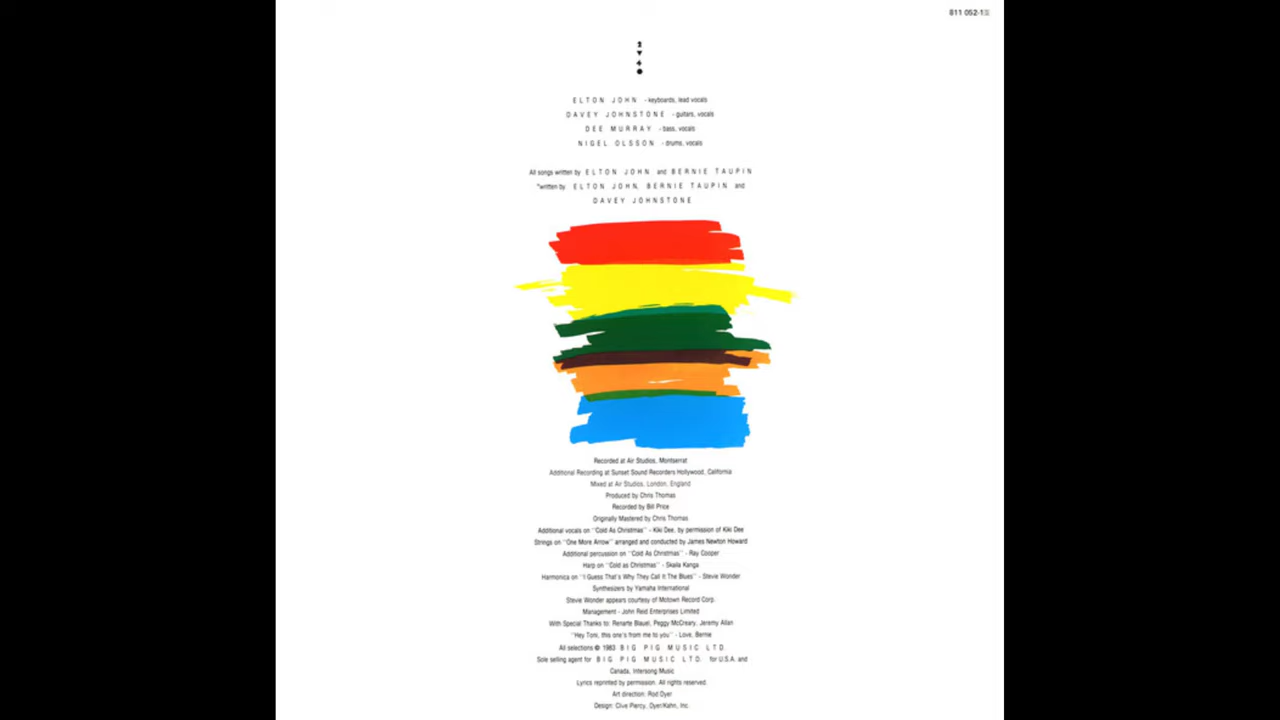 811 052-1
2
ELTON JOHN - keyboards, lead vocals
DAVEY JOHNSTONE - guitars, vocals
DEE MURRAY - bass, vocals
NIGEL OLSSON - drums, vocals
All songs written by ELTON JOHN and BERNIE TAUPIN
*written by ELTON JOHN, BERNIE TAUPIN and
DAVEY JOHNSTONE
Recorded at Air Studios, Montserrat
Additional Recording at Sunset Sound Recorders Hollywood, California
Mixed at Air Studios, London, England
Produced by Chris Thomas
Recorded by Bill Price
Originally Mastered by Chris Thomas
Additional vocals on "Cold As Christmas" - Kiki Dee, by permission of Kiki Dee
Strings on "One More Arrow" arranged and conducted by James Newton Howard
Additional percussion on "Cold As Christmas" - Ray Cooper
Harp on "Cold as Christmas" - Skaila Kanga
Harmonica on "I Guess That's Why They Call It The Blues" - Stevie Wonder
Synthesizers by Yamaha International
Stevie Wonder appears courtesy of Motown Record Corp.
Management - John Reid Enterprises Limited
With Special Thanks to: Renarte Blauel, Peggy McCreary, Jeremy Allan
"Hey Toni, this one's from me to you" - Love, Bernie
All selections © 1983 BIG PIG MUSIC LTD
Sole selling agent for BIG PIG MUSIC LTD. for U.S.A. and
Canada, Intersong Music
Lyrics reprinted by permission. All rights reserved.
Art direction: Rod Dyer
Design: Clive Piercy, Dyer/Kahn, Inc.